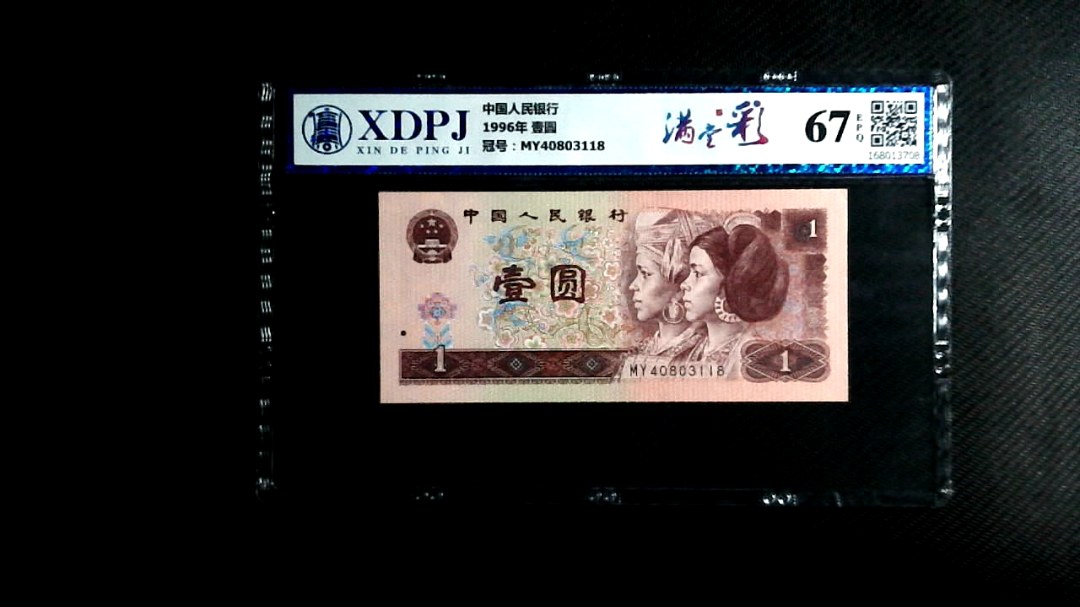 XDPJ
XIN DE PING JI
中国人民银行
1996年 壹圆
冠号：MY40803118
满堂彩
67
EPQ
168013708
中国人民银行
1
壹圆
1
MY40803118
1